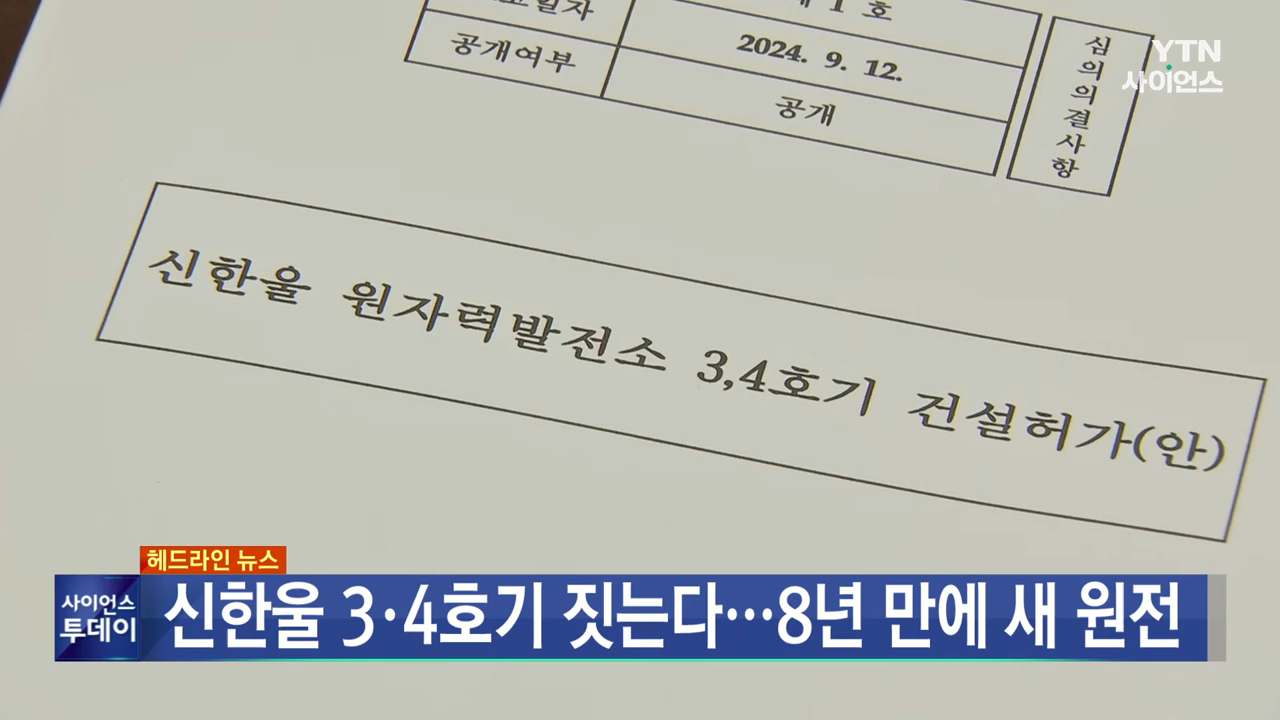 제 1 호
2024. 9. 12.
공개여부
공개
심의의결사항
YTN
사이언스
신한울 원자력발전소 3,4호기 건설허가(안)
헤드라인 뉴스
사이언스
투데이
신한울 3·4호기 짓는다…8년 만에 새 원전